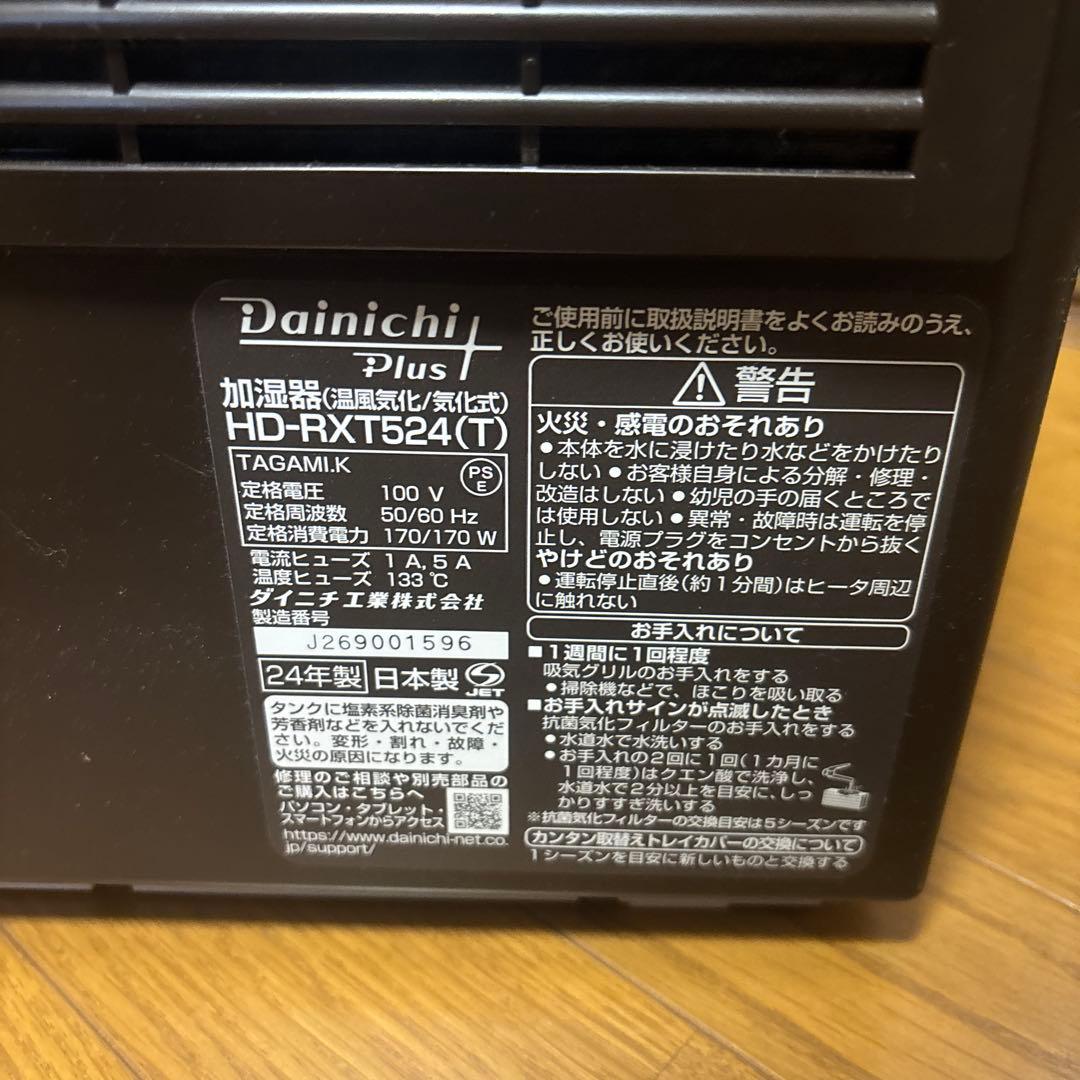 Dainichi
Plus
加湿器(温風気化/気化式)
HD-RXT524(T)
TAGAMI.K
PS
E
定格電圧 100 V
定格周波数 50/60 Hz
定格消費電力 170/170 W
電流ヒューズ 1 A, 5 A
温度ヒューズ 133 ℃
ダイニチ工業株式会社
製造番号
J269001596
24年製 日本製
JET
タンクに塩素系除菌消臭剤や
芳香剤などを入れないでくだ
さい。変形・割れ・故障・
火災の原因になります。
修理のご相談や別売部品の
ご購入はこちらへ
パソコン・タブレット・
スマートフォンからアクセス
https://www.dainichi-net.co.
jp/support/
ご使用前に取扱説明書をよくお読みのうえ、
正しくお使いください。
警告
火災・感電のおそれあり
●本体を水に浸けたり水などをかけたり
しない ●お客様自身による分解・修理・
改造はしない ●幼児の手の届くところで
は使用しない ●異常・故障時は運転を停
止し、電源プラグをコンセントから抜く
やけどのおそれあり
●運転停止直後(約1分間)はヒータ周辺
に触れない
お手入れについて
■1週間に1回程度
吸気グリルのお手入れをする
●掃除機などで、ほこりを吸い取る
■お手入れサインが点滅したとき
抗菌気化フィルターのお手入れをする
●水道水で水洗いする
●お手入れの2回に1回(1カ月に
1回程度)はクエン酸で洗浄し、
水道水で2分以上を目安に、しっ
かりすすぎ洗いする
※抗菌気化フィルターの交換目安は5シーズンです
カンタン取替えトレイカバーの交換について
1シーズンを目安に新しいものと交換する